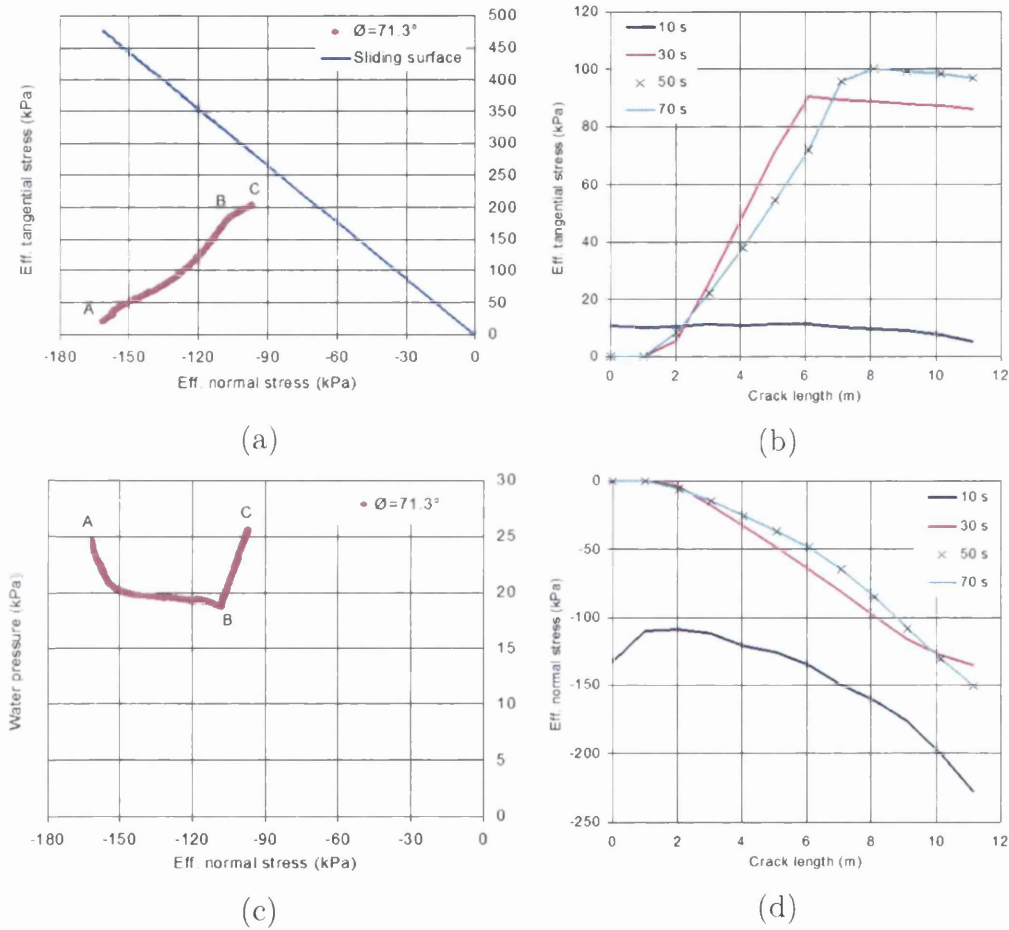 500
450
400
350
300
250
200
150
100
50
0
Eff. tangential stress (kPa)
Ø=71.3°
Sliding surface
A
B
C
-180 -150 -120 -90 -60 -30 0
Eff. normal stress (kPa)
(a)
120
100
80
60
40
20
0
Eff. tangential stress (kPa)
10 s
30 s
50 s
70 s
0 2 4 6 8 10 12
Crack length (m)
(b)
30
25
20
15
10
5
0
Water pressure (kPa)
Ø=71.3°
A
B
C
-180 -150 -120 -90 -60 -30 0
Eff. normal stress (kPa)
(c)
0
-50
-100
-150
-200
-250
Eff. normal stress (kPa)
10 s
30 s
50 s
70 s
0 2 4 6 8 10 12
Crack length (m)
(d)